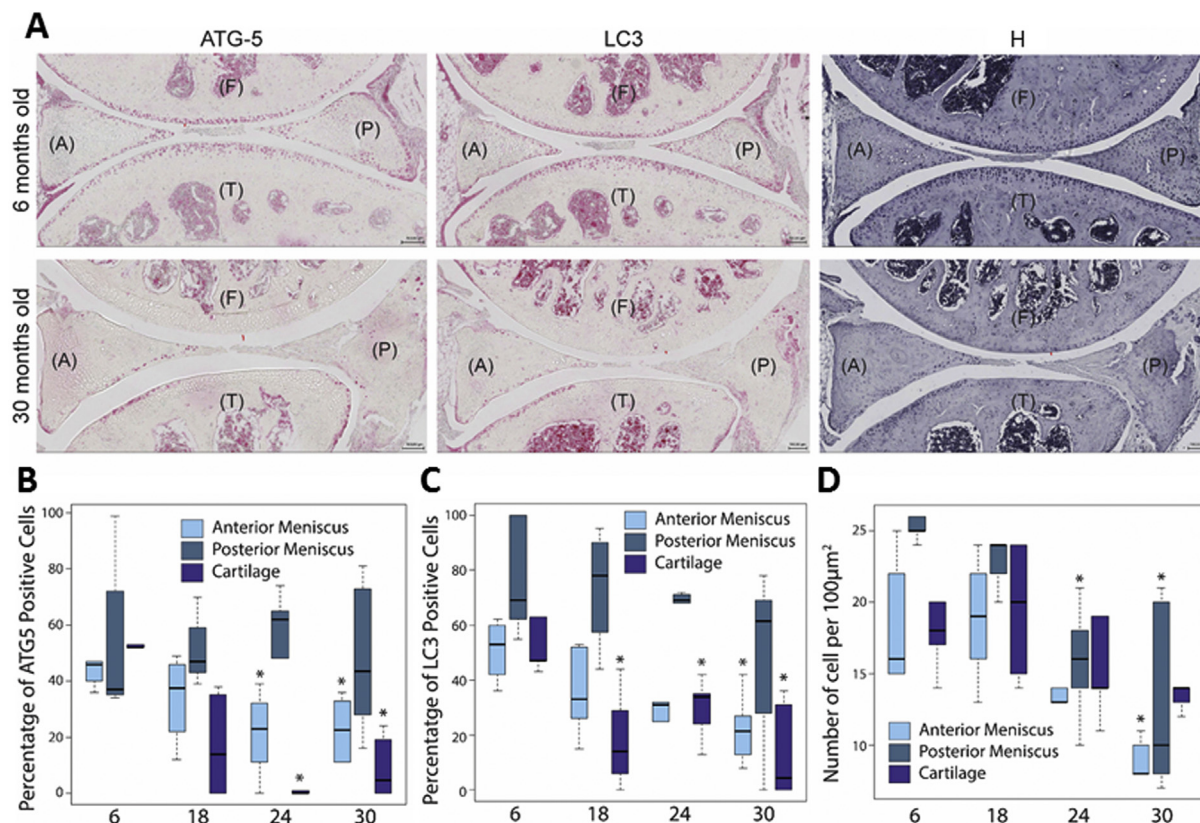 A
ATG-5
LC3
H
6 months old
(F)
(A)
(P)
(T)
(F)
(A)
(P)
(T)
(F)
(A)
(P)
(T)
30 months old
(F)
(A)
(P)
(T)
(F)
(A)
(P)
(T)
(F)
(A)
(P)
(T)
B
Percentage of ATG5 Positive Cells
100
80
60
40
20
0
Anterior Meniscus
Posterior Meniscus
Cartilage
*
*
*
*
6
18
24
30
C
Percentatge of LC3 Positive Cells
100
80
60
40
20
0
Anterior Meniscus
Posterior Meniscus
Cartilage
*
*
*
*
6
18
24
30
D
Number of cell per 100μm²
25
20
15
10
*
*
*
Anterior Meniscus
Posterior Meniscus
Cartilage
6
18
24
30